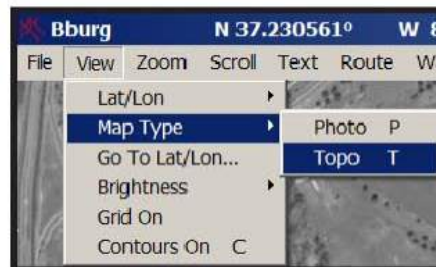 Bburg N 37.230561º W 8
File View Zoom Scroll Text Route W
Lat/Lon
Map Type
Photo P
Go To Lat/Lon...
Topo T
Brightness
Grid On
Contours On C